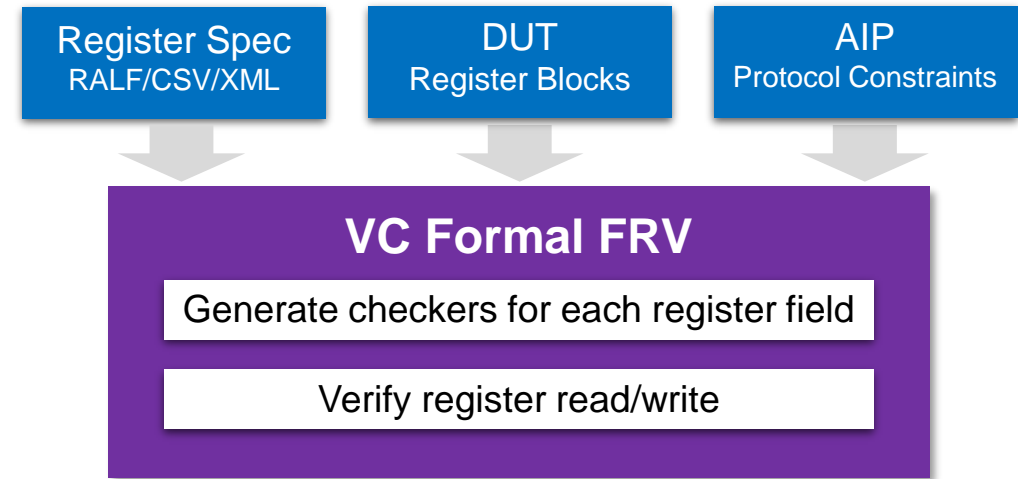 Register Spec
RALF/CSV/XML
DUT
Register Blocks
AIP
Protocol Constraints
VC Formal FRV
Generate checkers for each register field
Verify register read/write